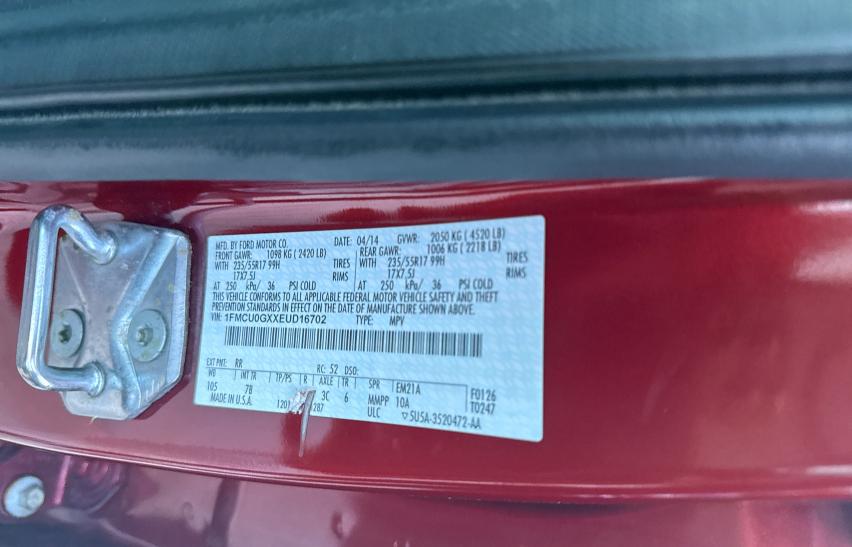 MFD. BY FORD MOTOR CO. DATE: 04/14 GVWR: 2050 KG ( 4520 LB)
FRONT GAWR: 1098 KG ( 2420 LB) REAR GAWR: 1006 KG ( 2218 LB)
WITH 235/55R17 99H TIRES WITH 235/55R17 99H TIRES
17X7.5J RIMS 17X7.5J RIMS
AT 250 kPa/ 36 PSI COLD AT 250 kPa/ 36 PSI COLD
THIS VEHICLE CONFORMS TO ALL APPLICABLE FEDERAL MOTOR VEHICLE SAFETY AND THEFT
PREVENTION STANDARDS IN EFFECT ON THE DATE OF MANUFACTURE SHOWN ABOVE.
VIN: 1FMCU0GXXEUD16702 TYPE: MPV
EXT PNT: RR RC: 52 DSO:
WB INT TR TP/PS R AXLE TR SPR EM21A F0126
105 78 3C 6 MMPP 10A T0247
MADE IN U.S.A. ULC ▽5U5A-3520472-AA